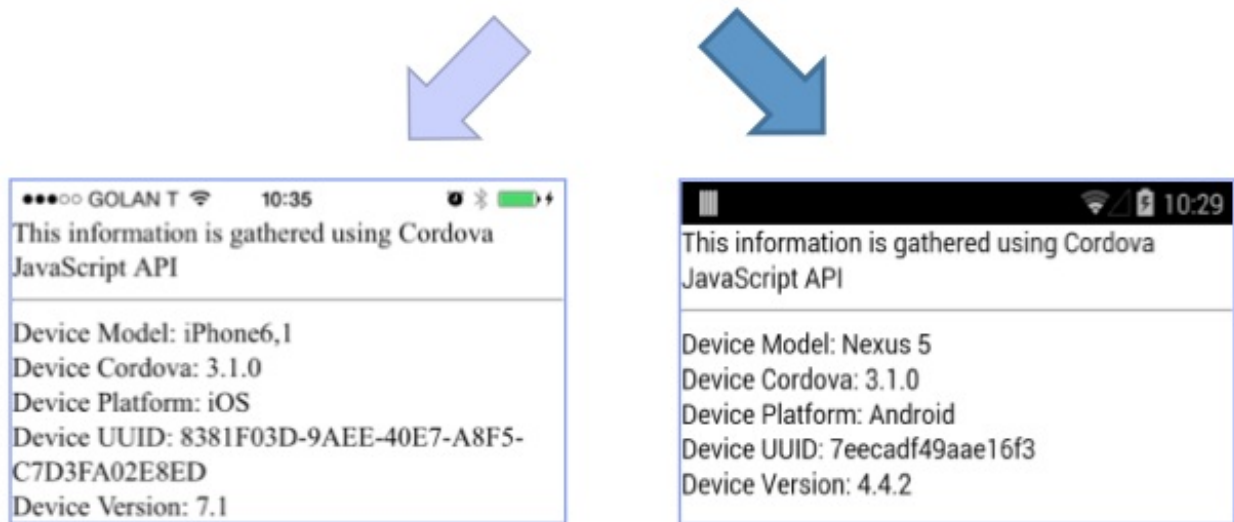 GOLAN T 10:35
This information is gathered using Cordova
JavaScript API
Device Model: iPhone6,1
Device Cordova: 3.1.0
Device Platform: iOS
Device UUID: 8381F03D-9AEE-40E7-A8F5-
C7D3FA02E8ED
Device Version: 7.1
10:29
This information is gathered using Cordova
JavaScript API
Device Model: Nexus 5
Device Cordova: 3.1.0
Device Platform: Android
Device UUID: 7eecadf49aae16f3
Device Version: 4.4.2